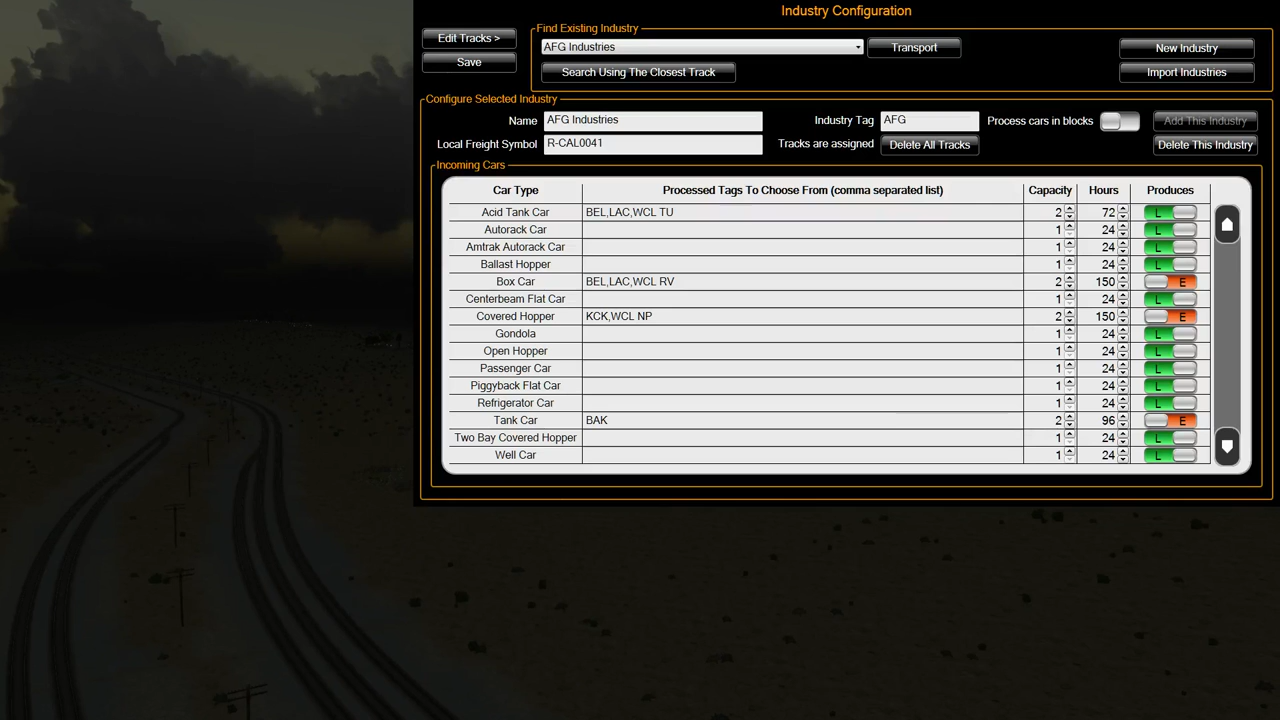 Industry Configuration
Find Existing Industry
Edit Tracks >
AFG Industries
Transport
New Industry
Save
Search Using The Closest Track
Import Industries
Configure Selected Industry
Name AFG Industries Industry Tag AFG Process cars in blocks Add This Industry
Local Freight Symbol R-CAL0041 Tracks are assigned Delete All Tracks Delete This Industry
Incoming Cars
Car Type Processed Tags To Choose From (comma separated list) Capacity Hours Produces
Acid Tank Car BEL,LAC,WCL TU 2 72 L
Autorack Car 1 24 L
Amtrak Autorack Car 1 24 L
Ballast Hopper 1 24 L
Box Car BEL,LAC,WCL RV 2 150 E
Centerbeam Flat Car 1 24 L
Covered Hopper KCK,WCL NP 2 150 E
Gondola 1 24 L
Open Hopper 1 24 L
Passenger Car 1 24 L
Piggyback Flat Car 1 24 L
Refrigerator Car 1 24 L
Tank Car BAK 2 96 E
Two Bay Covered Hopper 1 24 L
Well Car 1 24 L